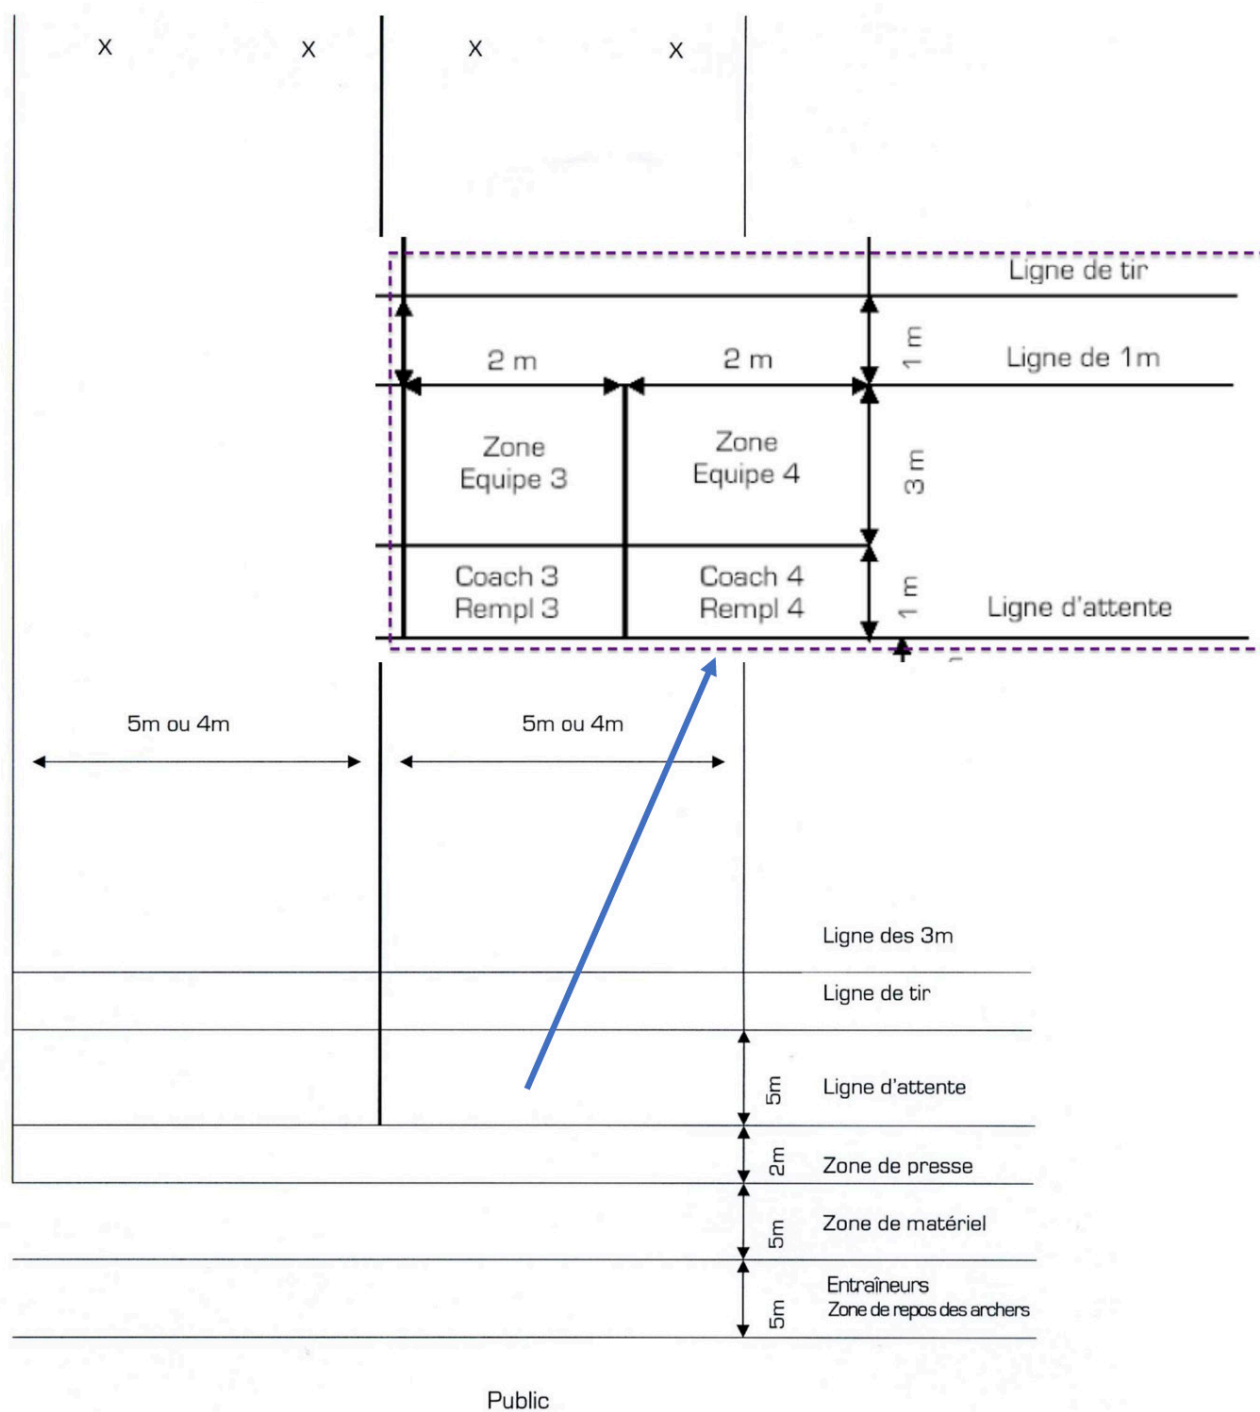 X X X X
Ligne de tir
1 m
2 m 2 m Ligne de 1m
Zone
Equipe 3
Zone
Equipe 4
3 m
Coach 3
Rempl 3
Coach 4
Rempl 4
1 m
Ligne d'attente
5m ou 4m 5m ou 4m
Ligne des 3m
Ligne de tir
5m Ligne d'attente
2m Zone de presse
5m Zone de matériel
Entraîneurs
5m Zone de repos des archers
Public